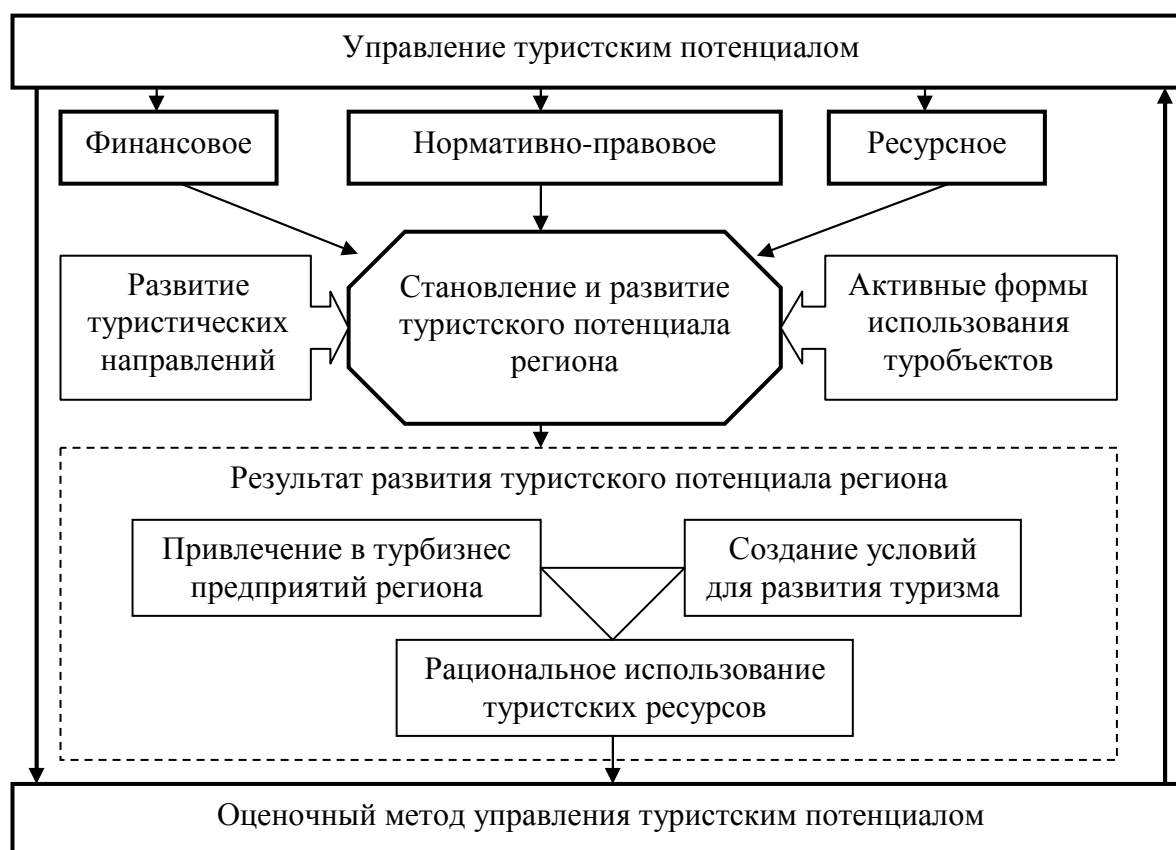 Управление туристским потенциалом
Финансовое
Нормативно-правовое
Ресурсное
Развитие
туристических
направлений
Становление и развитие
туристского потенциала
региона
Активные формы
использования
туробъектов
Результат развития туристского потенциала региона
Привлечение в турбизнес
предприятий региона
Создание условий
для развития туризма
Рациональное использование
туристских ресурсов
Оценочный метод управления туристским потенциалом